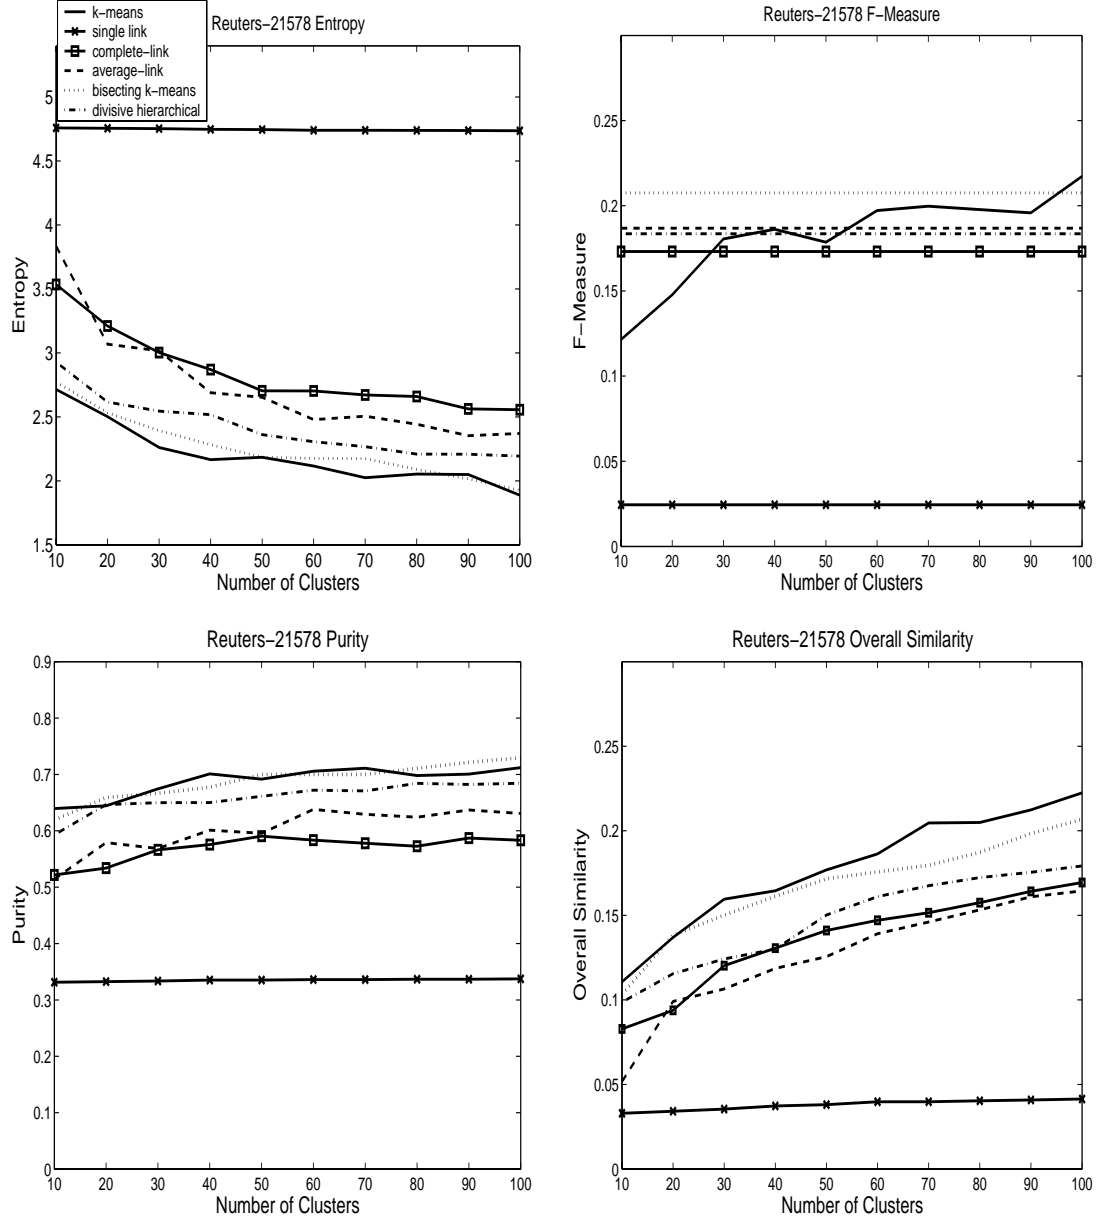 Reuters−21578 Entropy
k−means
single link
complete−link
average−link
bisecting k−means
divisive hierarchical
5
4.5
4
3.5
3
2.5
2
1.5
Entropy
10 20 30 40 50 60 70 80 90 100
Number of Clusters
Reuters−21578 F−Measure
0.25
0.2
0.15
0.1
0.05
0
F−Measure
10 20 30 40 50 60 70 80 90 100
Number of Clusters
Reuters−21578 Purity
0.9
0.8
0.7
0.6
0.5
0.4
0.3
0.2
0.1
0
Purity
10 20 30 40 50 60 70 80 90 100
Number of Clusters
Reuters−21578 Overall Similarity
0.25
0.2
0.15
0.1
0.05
0
Overall Similarity
10 20 30 40 50 60 70 80 90 100
Number of Clusters